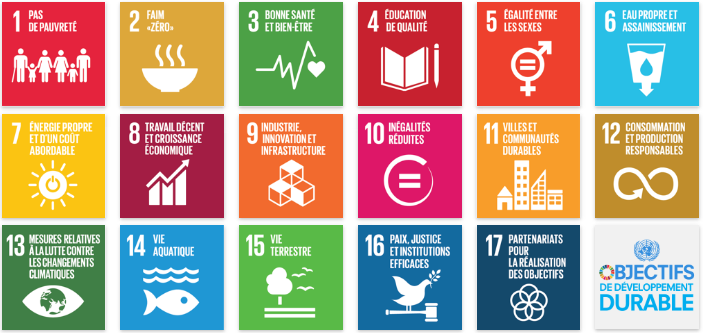 1 PAS
DE PAUVRETÉ
2 FAIM
«ZÉRO»
3 BONNE SANTÉ
ET BIEN-ÊTRE
4 ÉDUCATION
DE QUALITÉ
5 ÉGALITÉ ENTRE
LES SEXES
6 EAU PROPRE ET
ASSAINISSEMENT
7 ÉNERGIE PROPRE
ET D'UN COÛT
ABORDABLE
8 TRAVAIL DÉCENT
ET CROISSANCE
ÉCONOMIQUE
9 INDUSTRIE,
INNOVATION ET
INFRASTRUCTURE
10 INÉGALITÉS
RÉDUITES
11 VILLES ET
COMMUNAUTÉS
DURABLES
12 CONSOMMATION
ET PRODUCTION
RESPONSABLES
13 MESURES RELATIVES
À LA LUTTE CONTRE
LES CHANGEMENTS
CLIMATIQUES
14 VIE
AQUATIQUE
15 VIE
TERRESTRE
16 PAIX, JUSTICE
ET INSTITUTIONS
EFFICACES
17 PARTENARIATS
POUR
LA RÉALISATION
DES OBJECTIFS
OBJECTIFS
DE DÉVELOPPEMENT
DURABLE